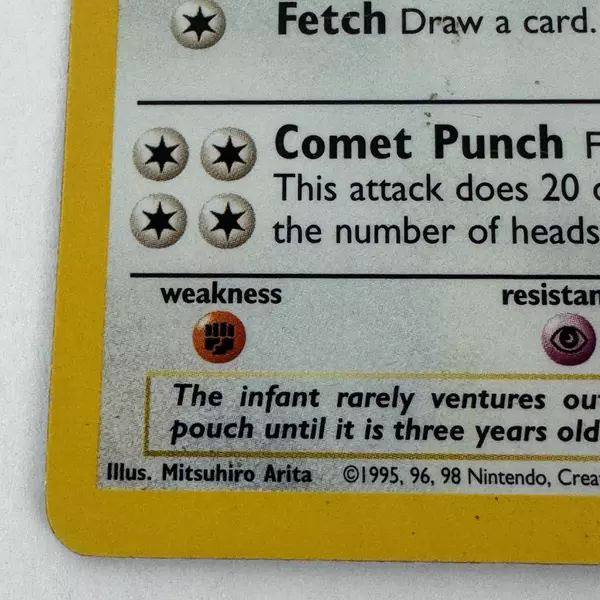 Fetch Draw a card.
Comet Punch F
This attack does 20
the number of heads
weakness resistan
The infant rarely ventures ou
pouch until it is three years old
Illus. Mitsuhiro Arita ©1995, 96, 98 Nintendo, Crea